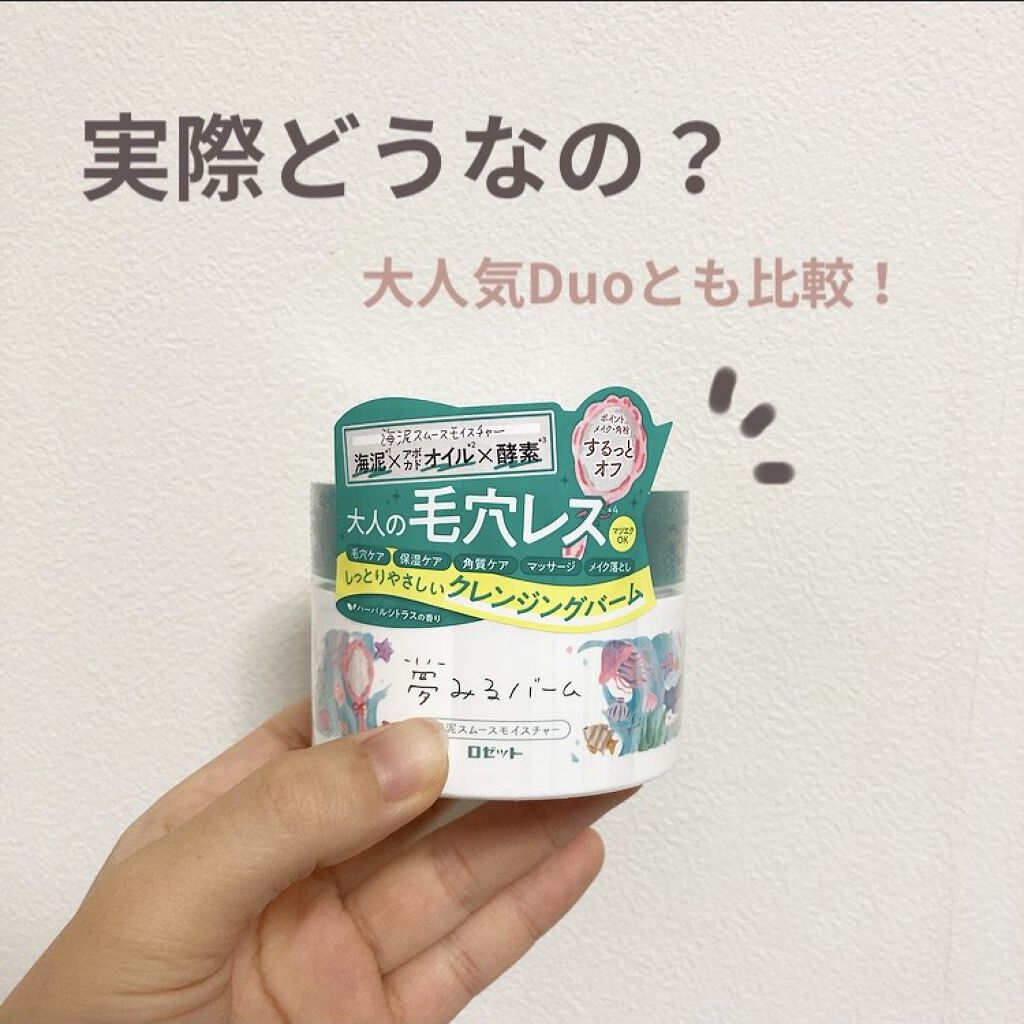 実際どうなの？
大人気Duoとも比較！
海泥スムースモイスチャー
海泥*1×アボカドオイル*2×酵素*3
ポイント
メイク・角栓
するっと
オフ
大人の毛穴レス*4
マツエク
OK
毛穴ケア 保湿ケア 角質ケア マッサージ メイク落とし
しっとりやさしいクレンジングバーム
ハーバルシトラスの香り
夢みるバーム
泥スムースモイスチャー
ロゼット